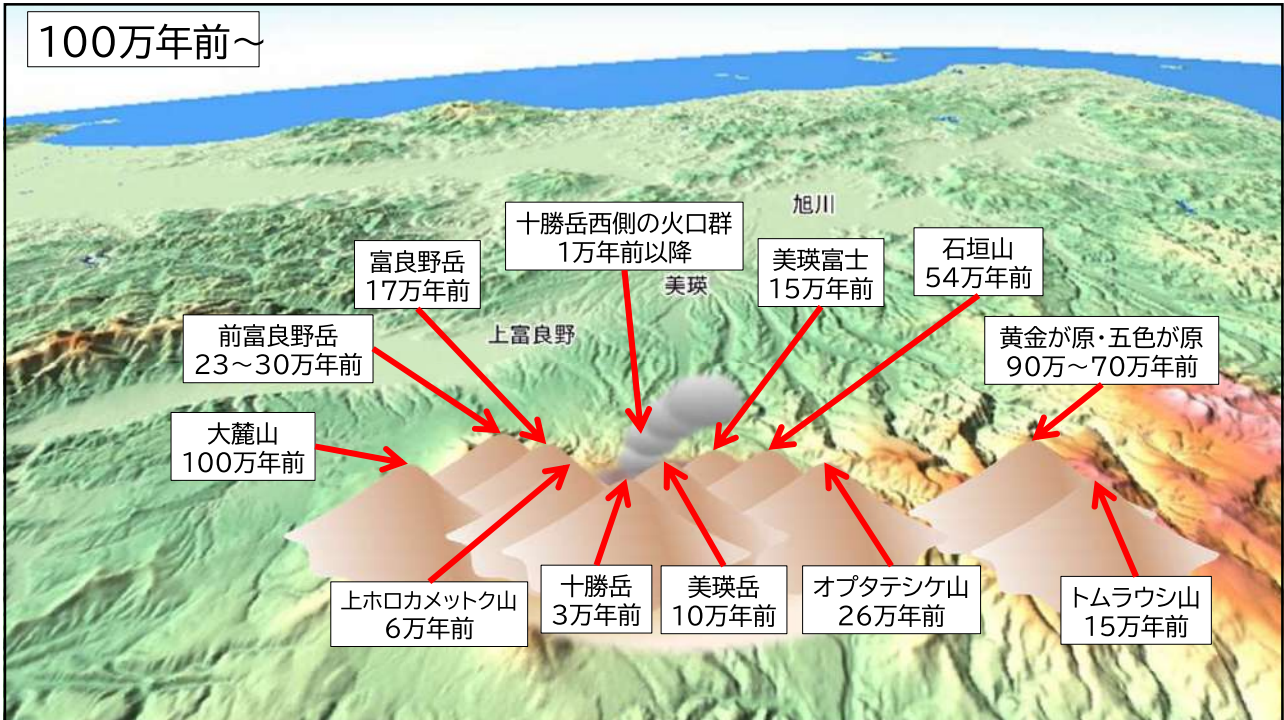 100万年前～
旭川
十勝岳西側の火口群
1万年前以降
石垣山
54万年前
富良野岳
17万年前
美瑛富士
15万年前
美瑛
前富良野岳
23～30万年前
上富良野
黄金が原・五色が原
90万～70万年前
大麓山
100万年前
上ホロカメットク山
6万年前
十勝岳
3万年前
美瑛岳
10万年前
オプタテシケ山
26万年前
トムラウシ山
15万年前